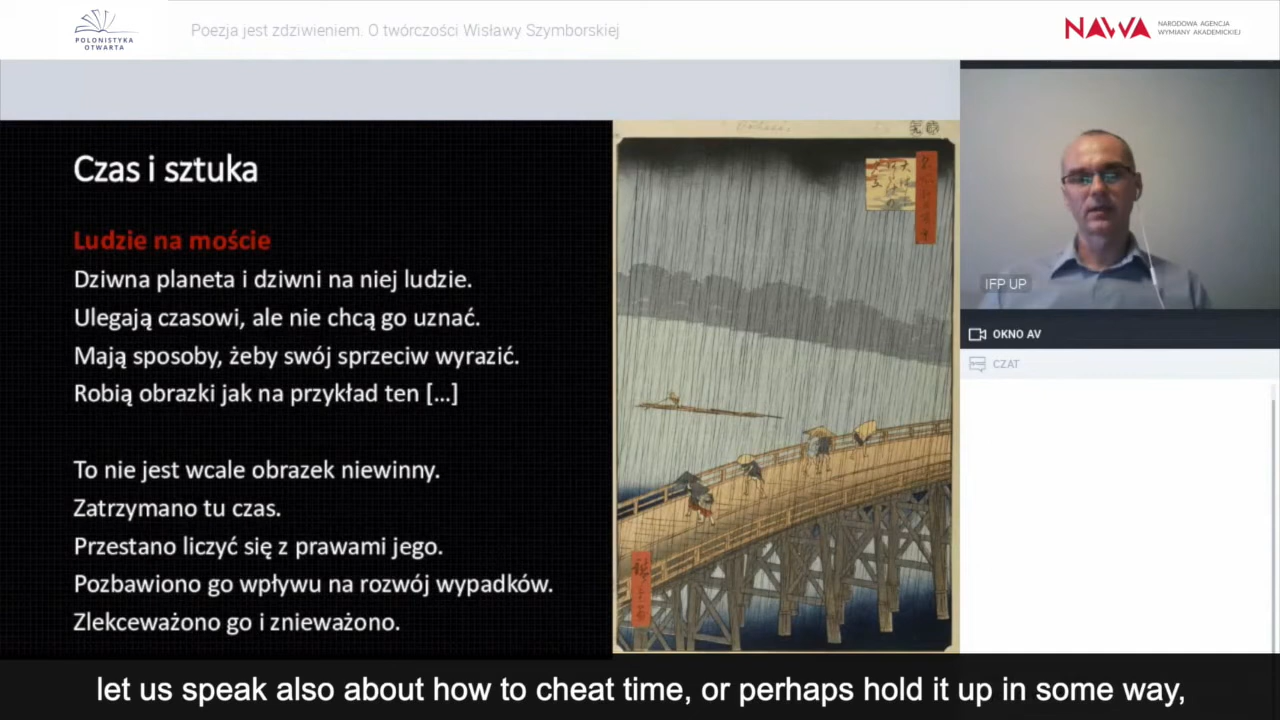 POLONISTYKA
OTWARTA
Poezja jest zdziwieniem. O twórczości Wisławy Szymborskiej
NAWA
NARODOWA AGENCJA
WYMIANY AKADEMICKIEJ
Czas i sztuka
Ludzie na moście
Dziwna planeta i dziwni na niej ludzie.
Ulegają czasowi, ale nie chcą go uznać.
Mają sposoby, żeby swój sprzeciw wyrazić.
Robią obrazki jak na przykład ten [...]
To nie jest wcale obrazek niewinny.
Zatrzymano tu czas.
Przestano liczyć się z prawami jego.
Pozbawiono go wpływu na rozwój wypadków.
Zlekceważono go i znieważono.
IFP UP
OKNO AV
CZAT
let us speak also about how to cheat time, or perhaps hold it up in some way,